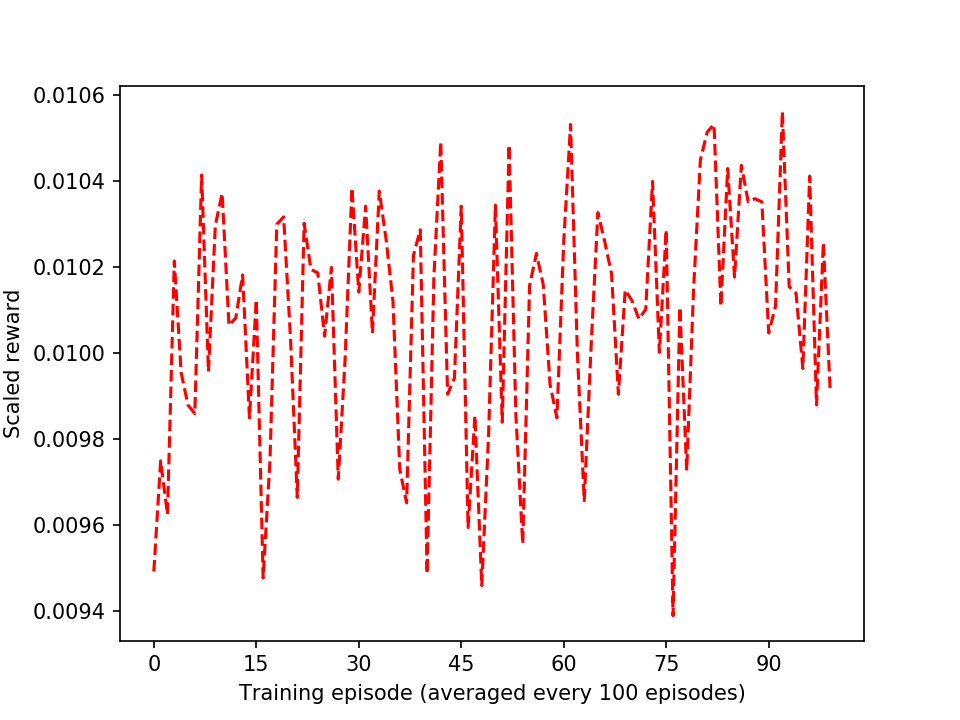 0.0106
0.0104
0.0102
0.0100
0.0098
0.0096
0.0094
Scaled reward
0 15 30 45 60 75 90
Training episode (averaged every 100 episodes)